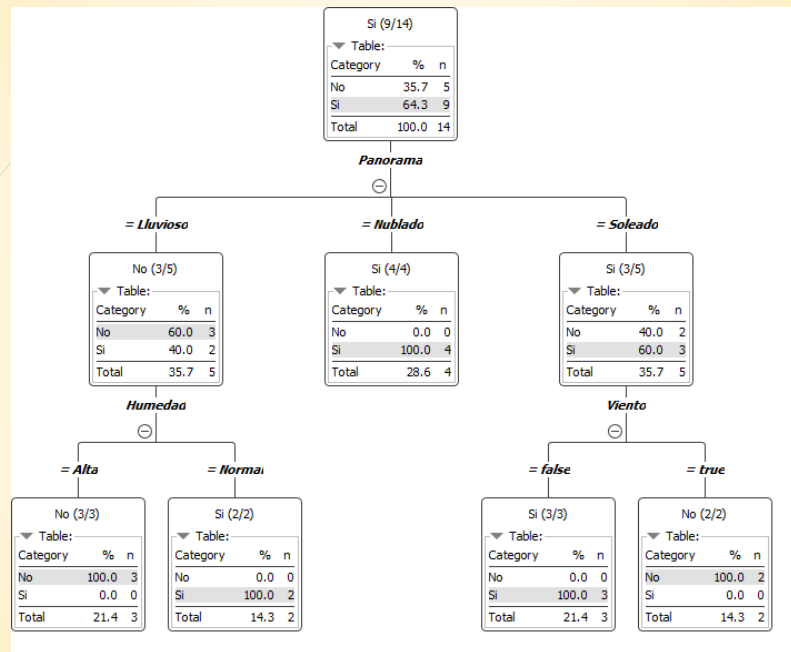 Si (9/14)
Table:
Category % n
No 35.7 5
Si 64.3 9
Total 100.0 14
Panorama
= Lluvioso
= Nublado
= Soleado
No (3/5)
Table:
Category % n
No 60.0 3
Si 40.0 2
Total 35.7 5
Si (4/4)
Table:
Category % n
No 0.0 0
Si 100.0 4
Total 28.6 4
Si (3/5)
Table:
Category % n
No 40.0 2
Si 60.0 3
Total 35.7 5
Humedad
Viento
= Alta
= Normal
= false
= true
No (3/3)
Table:
Category % n
No 100.0 3
Si 0.0 0
Total 21.4 3
Si (2/2)
Table:
Category % n
No 0.0 0
Si 100.0 2
Total 14.3 2
Si (3/3)
Table:
Category % n
No 0.0 0
Si 100.0 3
Total 21.4 3
No (2/2)
Table:
Category % n
No 100.0 2
Si 0.0 0
Total 14.3 2